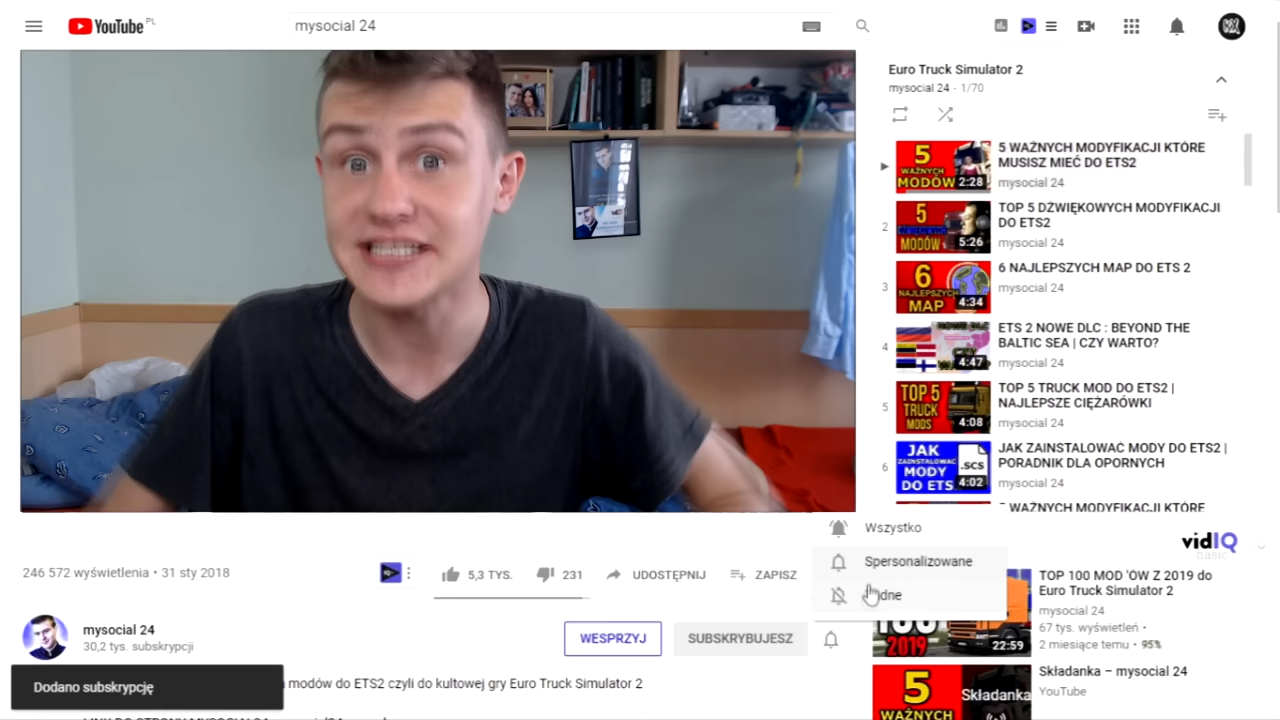 YouTube PL
mysocial 24
Euro Truck Simulator 2
mysocial 24 - 1/70
5 WAŻNYCH MODÓW 2:28
5 WAŻNYCH MODYFIKACJI KTÓRE
MUSISZ MIEĆ DO ETS2
mysocial 24
2
5 MODÓW 5:26
TOP 5 DŹWIĘKOWYCH MODYFIKACJI
DO ETS2
mysocial 24
3
6 NAJLEPSZYCH MAP 4:34
6 NAJLEPSZYCH MAP DO ETS 2
mysocial 24
4
4:47
ETS 2 NOWE DLC : BEYOND THE
BALTIC SEA | CZY WARTO?
mysocial 24
5
TOP 5 TRUCK MODS 4:08
TOP 5 TRUCK MOD DO ETS2 |
NAJLEPSZE CIĘŻARÓWKI
mysocial 24
6
JAK ZAINSTALOWAĆ MODY DO ETS .SCS 4:02
JAK ZAINSTALOWAĆ MODY DO ETS2 |
PORADNIK DLA OPORNYCH
mysocial 24
WAŻNYCH MODYFIKACJI KTÓRE
Wszystko
Spersonalizowane
dne
vidIQ
basic
246 572 wyświetlenia • 31 sty 2018
5,3 TYS.
231
UDOSTĘPNIJ
ZAPISZ
mysocial 24
30,2 tys. subskrypcji
WESPRZYJ
SUBSKRYBUJESZ
Dodano subskrypcję
modów do ETS2 czyli do kultowej gry Euro Truck Simulator 2
100 2019 22:59
TOP 100 MOD 'ÓW Z 2019 do
Euro Truck Simulator 2
mysocial 24
67 tys. wyświetleń •
2 miesiące temu • 95%
5 WAŻNYCH
Składanka
Składanka – mysocial 24
YouTube